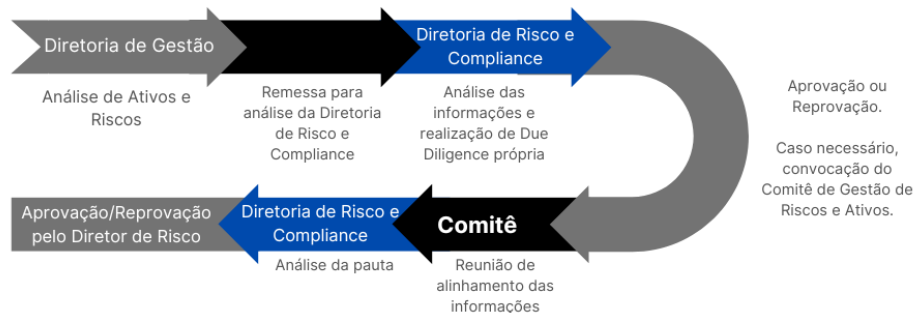 Diretoria de Gestão
Análise de Ativos e
Riscos
Remessa para
análise da Diretoria
de Risco e
Compliance
Diretoria de Risco e
Compliance
Análise das
informações e
realização de Due
Diligence própria
Aprovação ou
Reprovação.
Caso necessário,
convocação do
Comitê de Gestão de
Riscos e Ativos.
Comitê
Reunião de
alinhamento das
informações
Diretoria de Risco e
Compliance
Análise da pauta
Aprovação/Reprovação
pelo Diretor de Risco